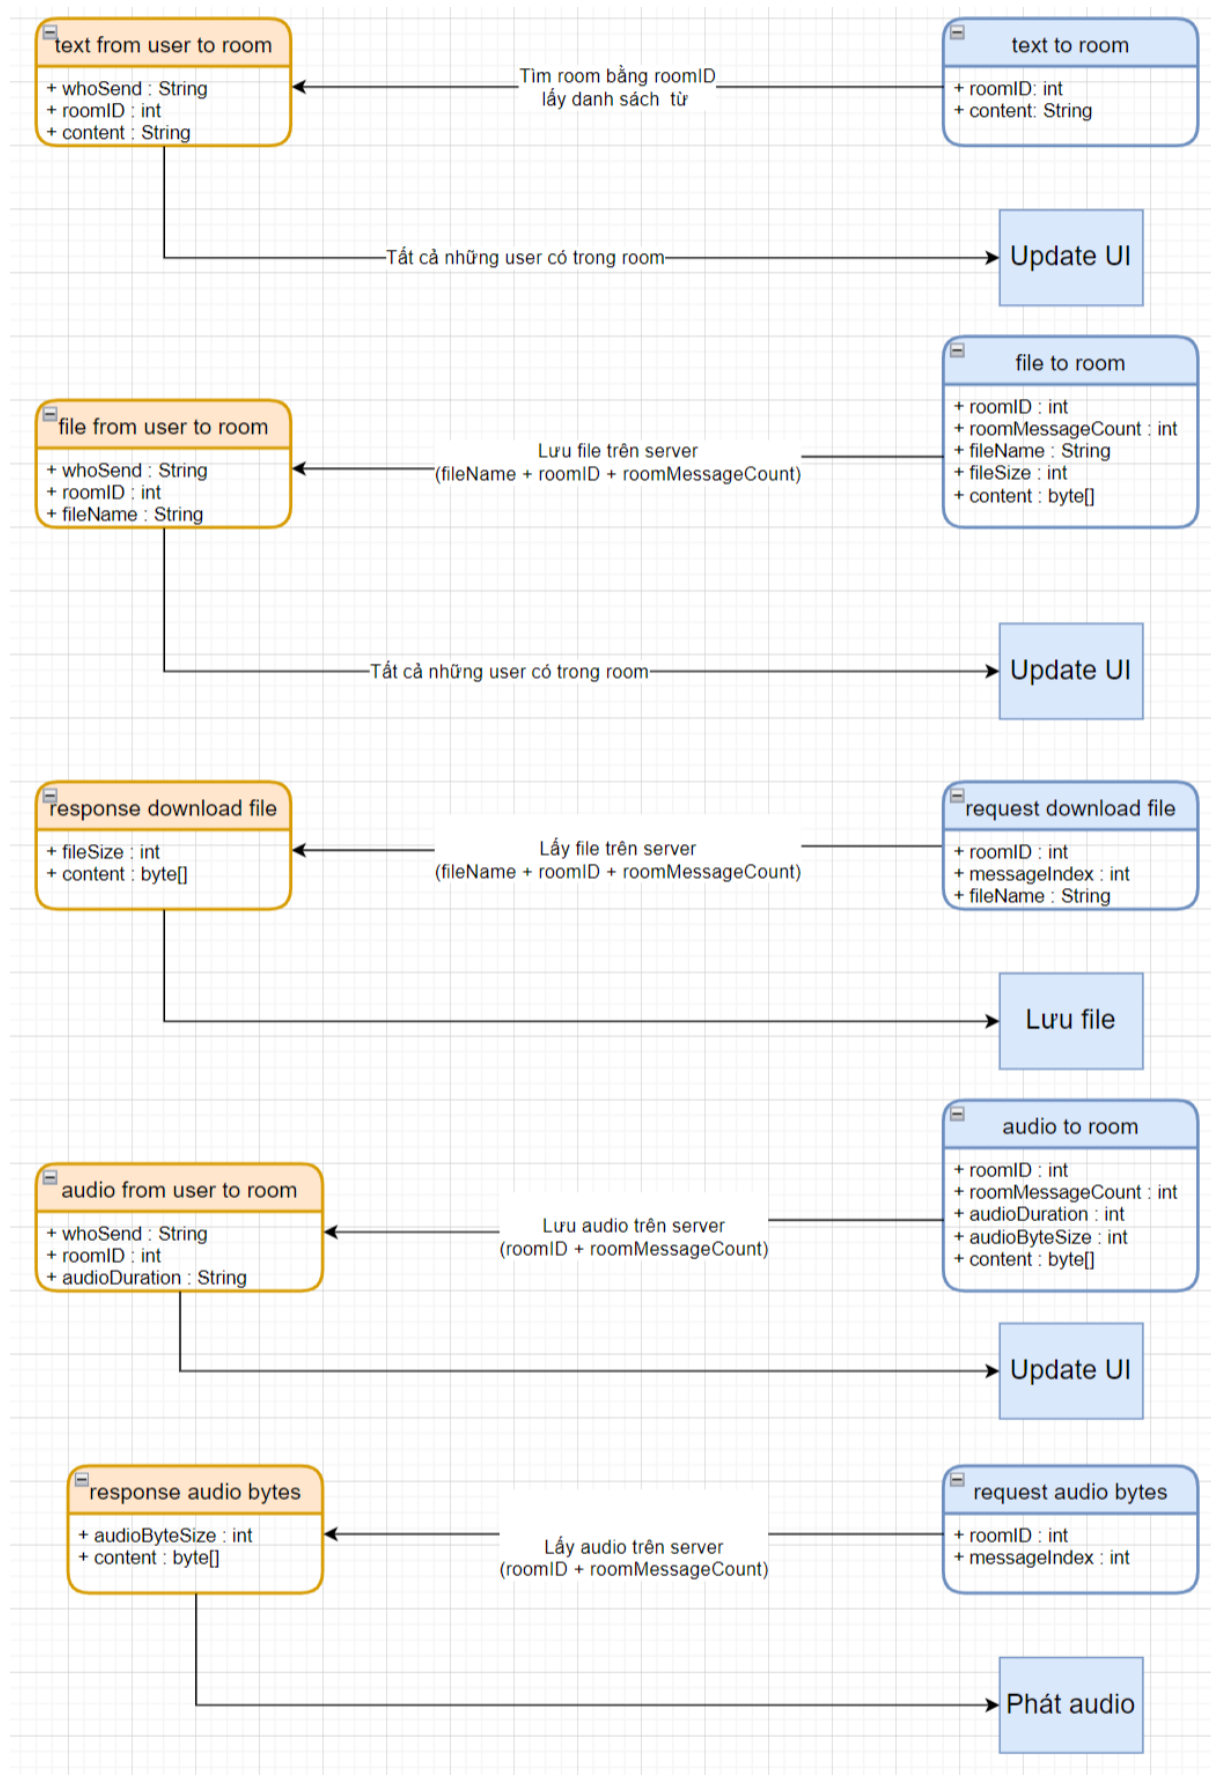 text from user to room
+ whoSend : String
+ roomID : int
+ content : String
Tìm room bằng roomID
lấy danh sách từ
text to room
+ roomID: int
+ content: String
Tất cả những user có trong room
Update UI
file from user to room
+ whoSend : String
+ roomID : int
+ fileName : String
Lưu file trên server
(fileName + roomID + roomMessageCount)
file to room
+ roomID : int
+ roomMessageCount : int
+ fileName : String
+ fileSize : int
+ content : byte[]
Tất cả những user có trong room
Update UI
response download file
+ fileSize : int
+ content : byte[]
Lấy file trên server
(fileName + roomID + roomMessageCount)
request download file
+ roomID : int
+ messageIndex : int
+ fileName : String
Lưu file
audio from user to room
+ whoSend : String
+ roomID : int
+ audioDuration : String
Lưu audio trên server
(roomID + roomMessageCount)
audio to room
+ roomID : int
+ roomMessageCount : int
+ audioDuration : int
+ audioByteSize : int
+ content : byte[]
Update UI
response audio bytes
+ audioByteSize : int
+ content : byte[]
Lấy audio trên server
(roomID + roomMessageCount)
request audio bytes
+ roomID : int
+ messageIndex : int
Phát audio